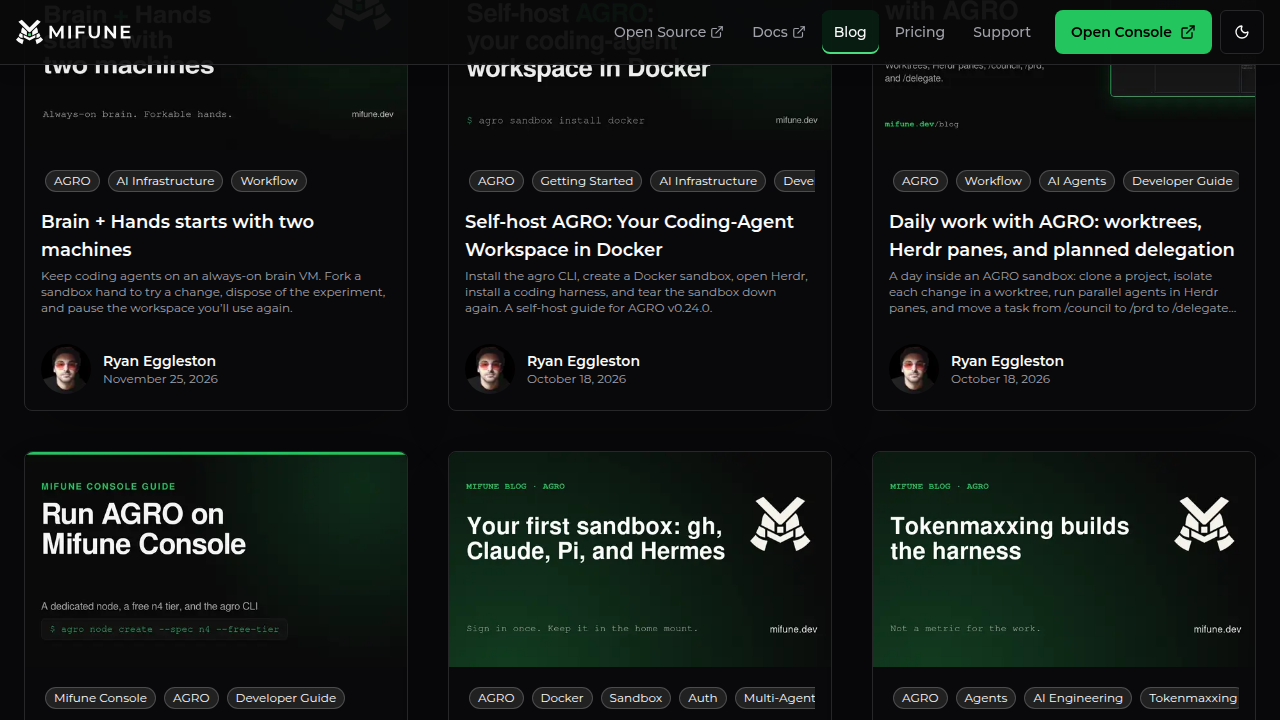 MIFUNE
Open Source
Docs
Blog
Pricing
Support
Open Console
Brain + Hands
starts with
two machines
Always-on brain. Forkable hands.
mifune.dev
Self-host AGRO:
your coding-agent
workspace in Docker
$ agro sandbox install docker
mifune.dev
with AGRO
Worktrees, Herdr panes, /council, /prd,
and /delegate.
mifune.dev/blog
AGRO
AI Infrastructure
Workflow
Brain + Hands starts with two
machines
Keep coding agents on an always-on brain VM. Fork a
sandbox hand to try a change, dispose of the experiment,
and pause the workspace you'll use again.
Ryan Eggleston
November 25, 2026
AGRO
Getting Started
AI Infrastructure
Deve
Self-host AGRO: Your Coding-Agent
Workspace in Docker
Install the agro CLI, create a Docker sandbox, open Herdr,
install a coding harness, and tear the sandbox down
again. A self-host guide for AGRO v0.24.0.
Ryan Eggleston
October 18, 2026
AGRO
Workflow
AI Agents
Developer Guide
Daily work with AGRO: worktrees,
Herdr panes, and planned delegation
A day inside an AGRO sandbox: clone a project, isolate
each change in a worktree, run parallel agents in Herdr
panes, and move a task from /council to /prd to /delegate...
Ryan Eggleston
October 18, 2026
MIFUNE CONSOLE GUIDE
Run AGRO on
Mifune Console
A dedicated node, a free n4 tier, and the agro CLI
$ agro node create --spec n4 --free-tier
Mifune Console
AGRO
Developer Guide
MIFUNE BLOG · AGRO
Your first sandbox: gh,
Claude, Pi, and Hermes
Sign in once. Keep it in the home mount.
mifune.dev
AGRO
Docker
Sandbox
Auth
Multi-Agent
MIFUNE BLOG · AGRO
Tokenmaxxing builds
the harness
Not a metric for the work.
mifune.dev
AGRO
Agents
AI Engineering
Tokenmaxxing